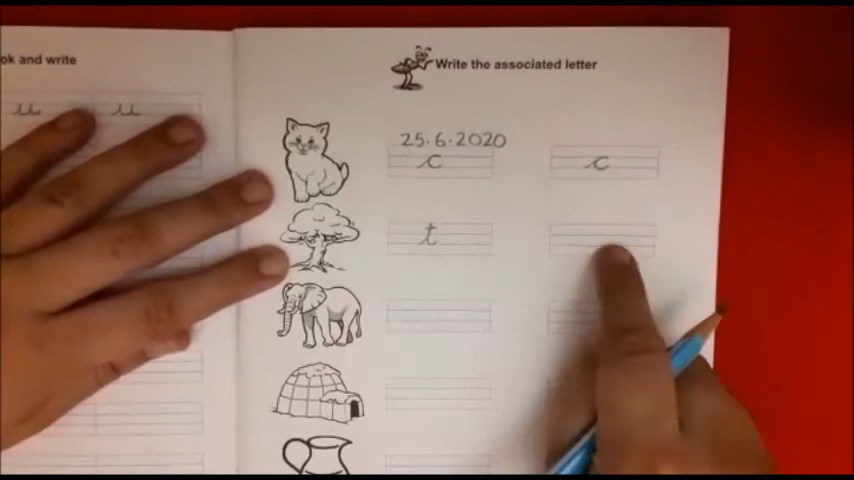 ok and write
u u
Write the associated letter
25.6.2020
c c
t